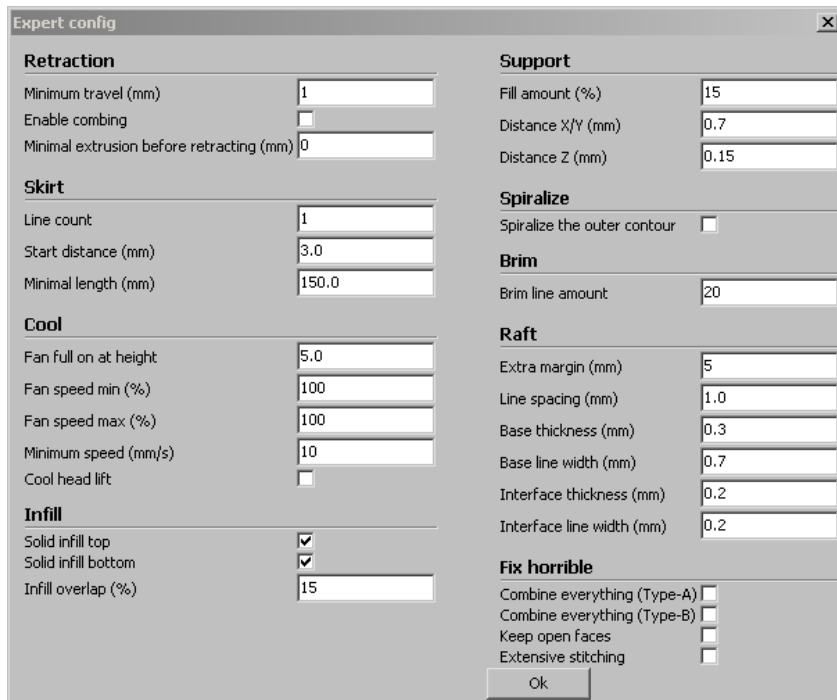 Expert config
Retraction
Minimum travel (mm) 1
Enable combing
Minimal extrusion before retracting (mm) 0
Skirt
Line count 1
Start distance (mm) 3.0
Minimal length (mm) 150.0
Cool
Fan full on at height 5.0
Fan speed min (%) 100
Fan speed max (%) 100
Minimum speed (mm/s) 10
Cool head lift
Infill
Solid infill top
Solid infill bottom
Infill overlap (%) 15
Support
Fill amount (%) 15
Distance X/Y (mm) 0.7
Distance Z (mm) 0.15
Spiralize
Spiralize the outer contour
Brim
Brim line amount 20
Raft
Extra margin (mm) 5
Line spacing (mm) 1.0
Base thickness (mm) 0.3
Base line width (mm) 0.7
Interface thickness (mm) 0.2
Interface line width (mm) 0.2
Fix horrible
Combine everything (Type-A)
Combine everything (Type-B)
Keep open faces
Extensive stitching
Ok